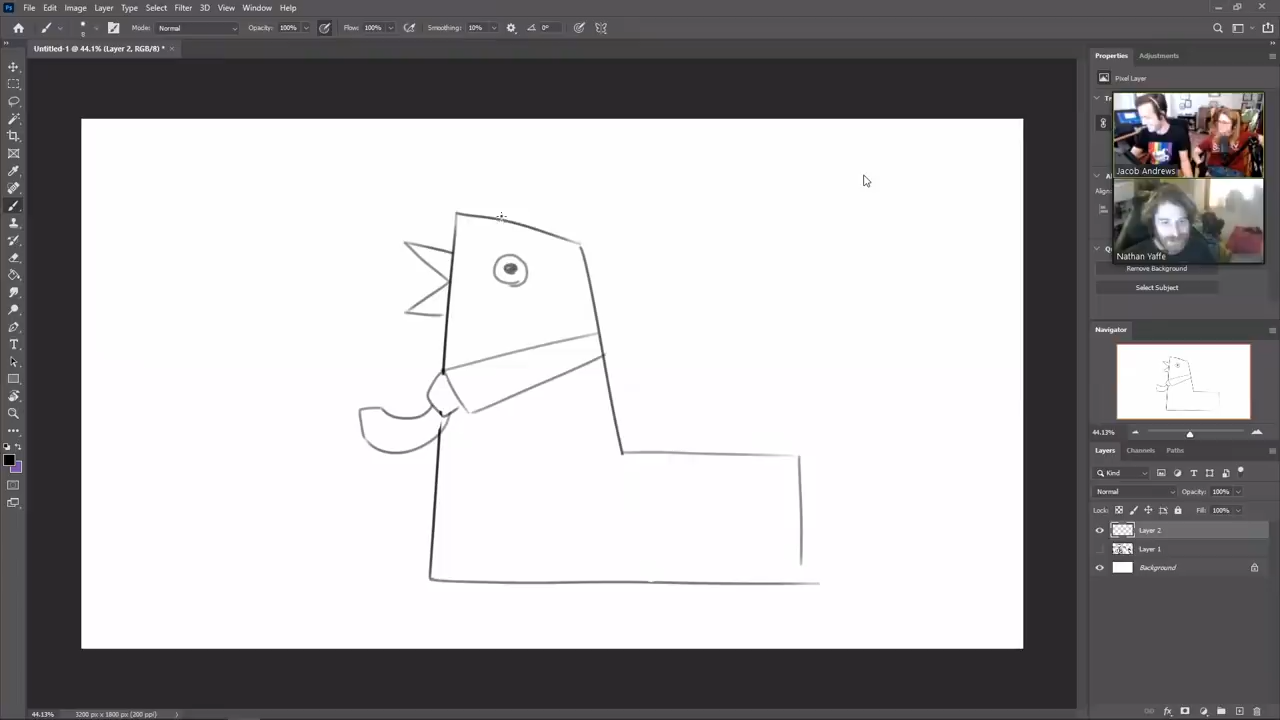 File Edit Image Layer Type Select Filter 3D View Window Help
Mode: Normal Opacity: 100% Flow: 100% Smoothing: 10% 0°
Untitled-1 @ 44.1% (Layer 2, RGB/8) * ×
Properties Adjustments
Pixel Layer
Tr
Jacob Andrews
Align:
Nathan Yaffe
Remove Background
Select Subject
Navigator
44.13%
Layers Channels Paths
Kind
Normal Opacity: 100%
Lock: Fill: 100%
Layer 2
Layer 1
Background
44.13% 3200 px x 1800 px (200 ppi)